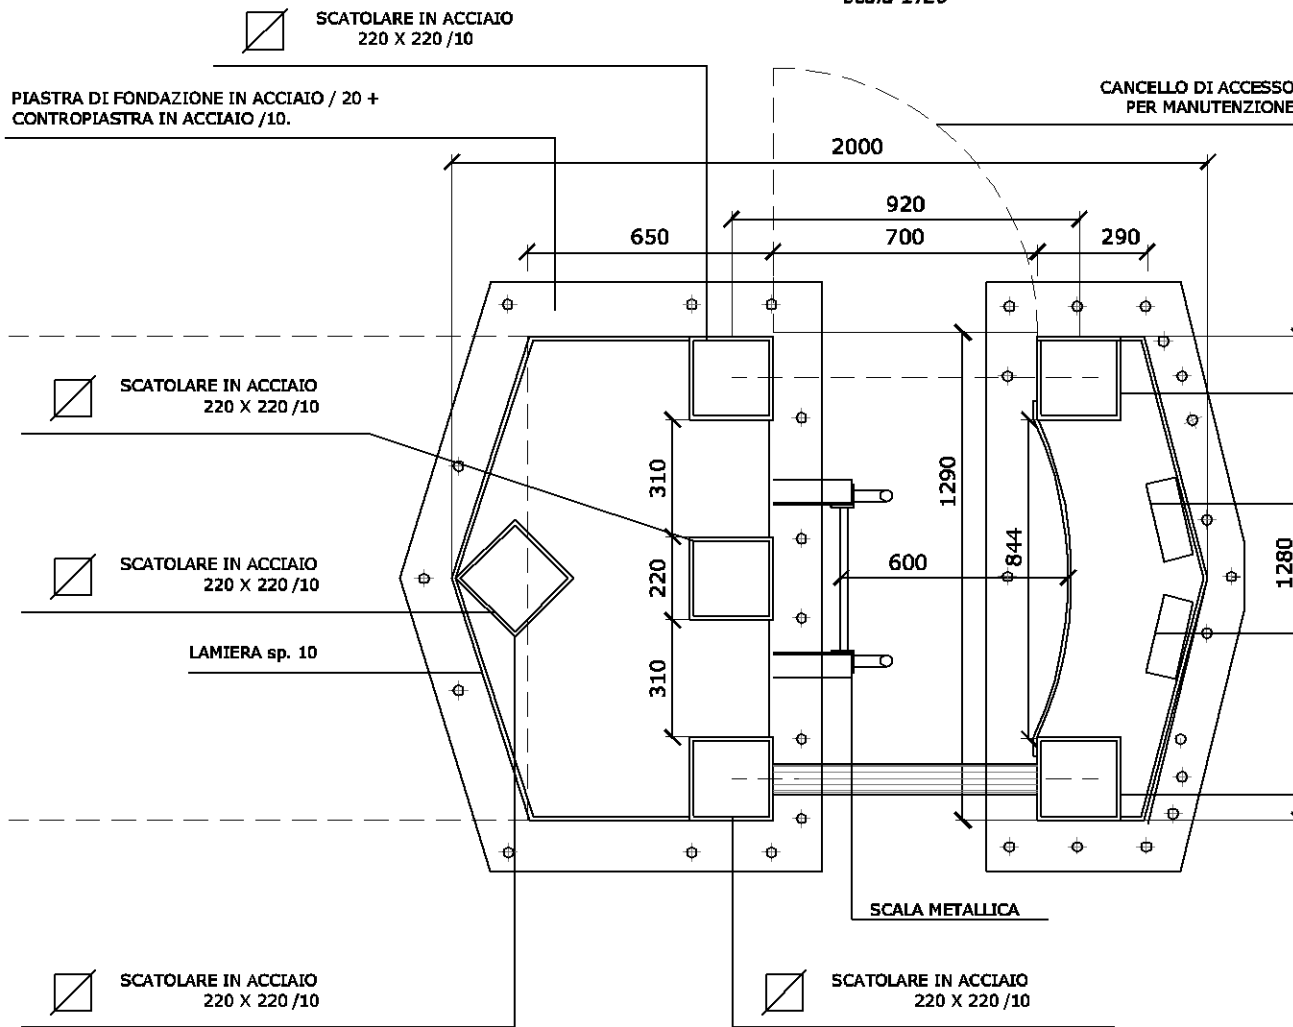 SCATOLARE IN ACCIAIO
220 X 220 /10
PIASTRA DI FONDAZIONE IN ACCIAIO / 20 +
CONTROPIASTRA IN ACCIAIO /10.
CANCELLO DI ACCESSO
PER MANUTENZIONE
2000
920
650
700
290
SCATOLARE IN ACCIAIO
220 X 220 /10
310
1290
844
600
220
1280
SCATOLARE IN ACCIAIO
220 X 220 /10
LAMIERA sp. 10
310
SCALA METALLICA
SCATOLARE IN ACCIAIO
220 X 220 /10
SCATOLARE IN ACCIAIO
220 X 220 /10